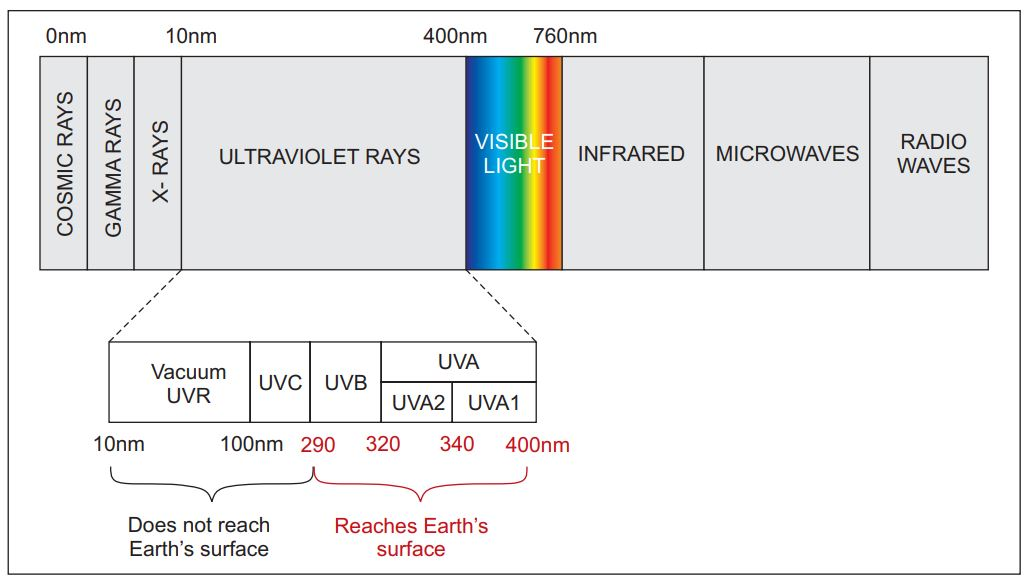 0nm 10nm 400nm 760nm
COSMIC RAYS
GAMMA RAYS
X- RAYS
ULTRAVIOLET RAYS
VISIBLE
LIGHT
INFRARED
MICROWAVES
RADIO
WAVES
Vacuum
UVR
UVC
UVB
UVA
UVA2
UVA1
10nm 100nm 290 320 340 400nm
Does not reach
Earth's surface
Reaches Earth's
surface